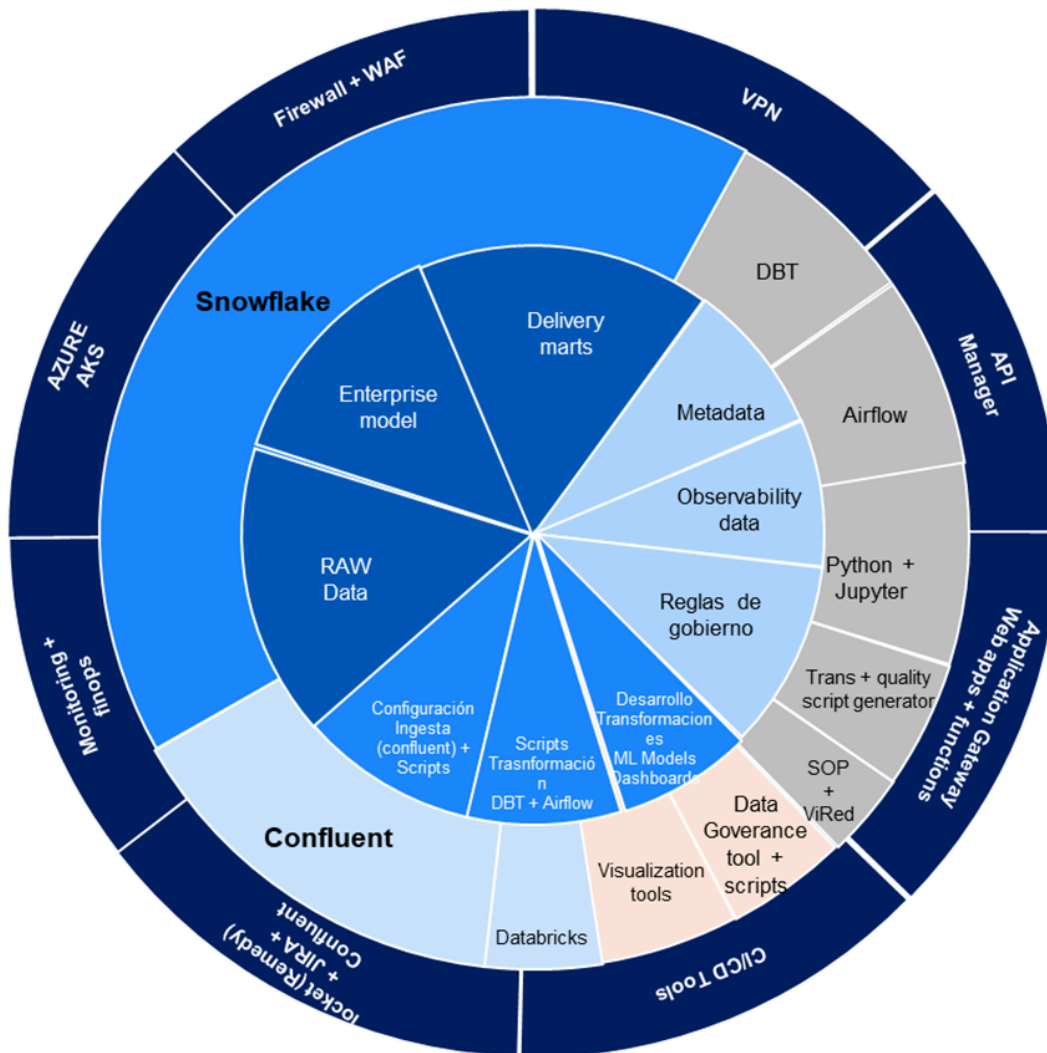 Firewall + WAF
VPN
API
Manager
Application Gateway
Web apps + functions
CI/CD Tools
Tocket (Remedy)
+ JIRA +
Confluent
Monitoring +
finops
AZURE
AKS
Snowflake
DBT
Airflow
Python + 
Jupyter
Trans + quality
script generator
SOP
+
ViRed
Data
Goverance
tool +
scripts
Visualization
tools
Databricks
Confluent
Delivery
marts
Enterprise
model
RAW
Data
Metadata
Observability
data
Reglas de
gobierno
Desarrollo
Transformacion
es
ML Models
Dashboards
Scripts
Trasnformació
n
DBT + Airflow
Configuración
Ingesta
(confluent) +
Scripts